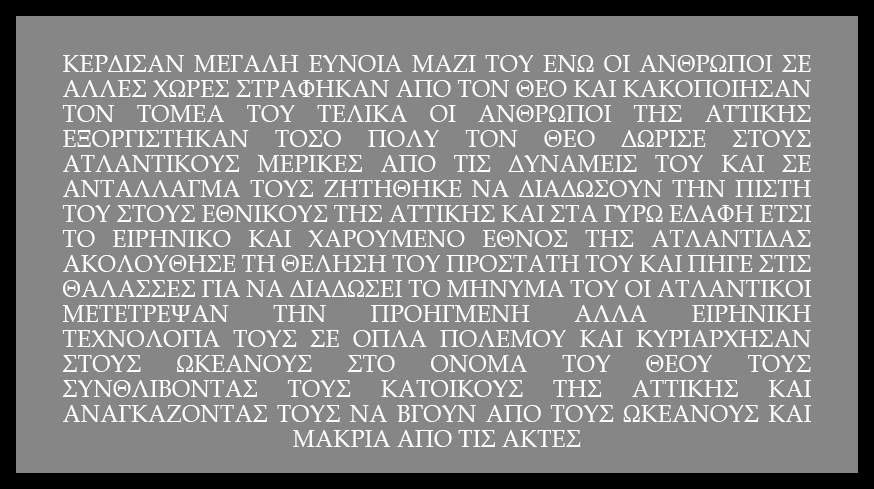 ΚΕΡΔΙΣΑΝ ΜΕΓΑΛΗ ΕΥΝΟΙΑ ΜΑΖΙ ΤΟΥ ΕΝΩ ΟΙ ΑΝΘΡΩΠΟΙ ΣΕ
ΑΛΛΕΣ ΧΩΡΕΣ ΣΤΡΑΦΗΚΑΝ ΑΠΟ ΤΟΝ ΘΕΟ ΚΑΙ ΚΑΚΟΠΟΙΗΣΑΝ
ΤΟΝ ΤΟΜΕΑ ΤΟΥ ΤΕΛΙΚΑ ΟΙ ΑΝΘΡΩΠΟΙ ΤΗΣ ΑΤΤΙΚΗΣ
ΕΞΟΡΓΙΣΤΗΚΑΝ ΤΟΣΟ ΠΟΛΥ ΤΟΝ ΘΕΟ ΔΩΡΙΣΕ ΣΤΟΥΣ
ΑΤΛΑΝΤΙΚΟΥΣ ΜΕΡΙΚΕΣ ΑΠΟ ΤΙΣ ΔΥΝΑΜΕΙΣ ΤΟΥ ΚΑΙ ΣΕ
ΑΝΤΑΛΛΑΓΜΑ ΤΟΥΣ ΖΗΤΗΘΗΚΕ ΝΑ ΔΙΑΔΩΣΟΥΝ ΤΗΝ ΠΙΣΤΗ
ΤΟΥ ΣΤΟΥΣ ΕΘΝΙΚΟΥΣ ΤΗΣ ΑΤΤΙΚΗΣ ΚΑΙ ΣΤΑ ΓΥΡΩ ΕΔΑΦΗ ΕΤΣΙ
ΤΟ ΕΙΡΗΝΙΚΟ ΚΑΙ ΧΑΡΟΥΜΕΝΟ ΕΘΝΟΣ ΤΗΣ ΑΤΛΑΝΤΙΔΑΣ
ΑΚΟΛΟΥΘΗΣΕ ΤΗ ΘΕΛΗΣΗ ΤΟΥ ΠΡΟΣΤΑΤΗ ΤΟΥ ΚΑΙ ΠΗΓΕ ΣΤΙΣ
ΘΑΛΑΣΣΕΣ ΓΙΑ ΝΑ ΔΙΑΔΩΣΕΙ ΤΟ ΜΗΝΥΜΑ ΤΟΥ ΟΙ ΑΤΛΑΝΤΙΚΟΙ
ΜΕΤΕΤΡΕΨΑΝ ΤΗΝ ΠΡΟΗΓΜΕΝΗ ΑΛΛΑ ΕΙΡΗΝΙΚΗ
ΤΕΧΝΟΛΟΓΙΑ ΤΟΥΣ ΣΕ ΟΠΛΑ ΠΟΛΕΜΟΥ ΚΑΙ ΚΥΡΙΑΡΧΗΣΑΝ
ΣΤΟΥΣ ΩΚΕΑΝΟΥΣ ΣΤΟ ΟΝΟΜΑ ΤΟΥ ΘΕΟΥ ΤΟΥΣ
ΣΥΝΘΛΙΒΟΝΤΑΣ ΤΟΥΣ ΚΑΤΟΙΚΟΥΣ ΤΗΣ ΑΤΤΙΚΗΣ ΚΑΙ
ΑΝΑΓΚΑΖΟΝΤΑΣ ΤΟΥΣ ΝΑ ΒΓΟΥΝ ΑΠΟ ΤΟΥΣ ΩΚΕΑΝΟΥΣ ΚΑΙ
ΜΑΚΡΙΑ ΑΠΟ ΤΙΣ ΑΚΤΕΣ